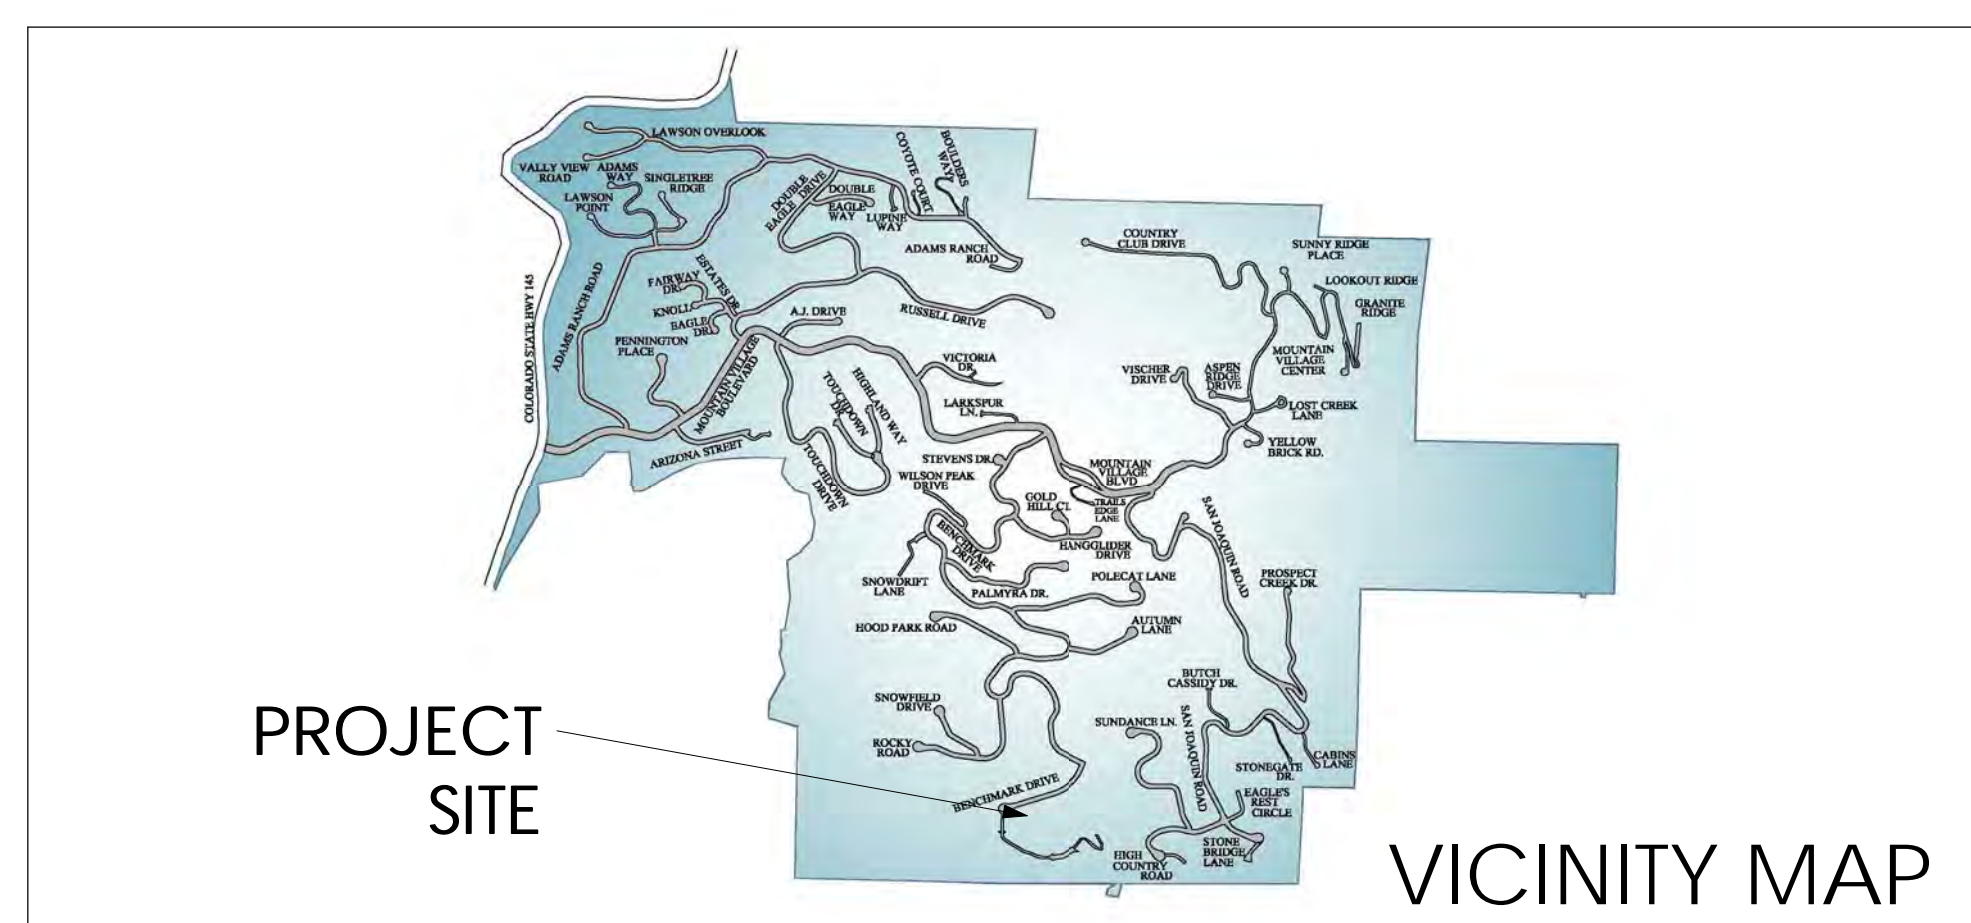 LAWSON OVERLOOK
VALLY VIEW
ROAD
ADAMS
WAY
SINGLETREE
RIDGE
LAWSON
POINT
DOUBLE
EAGLE DRIVE
DOUBLE
EAGLE
WAY
LUPINE
WAY
COYOTE COURT
BOULDERS
WAY
ADAMS RANCH
ROAD
COUNTRY
CLUB DRIVE
SUNNY RIDGE
PLACE
LOOKOUT RIDGE
GRANITE
RIDGE
COLORADO STATE HWY 145
ADAMS RANCH ROAD
ESTATES DR.
FAIRWAY
DR.
KNOLL
EAGLE
DR.
PENNINGTON
PLACE
A.J. DRIVE
RUSSELL DRIVE
MOUNTAIN VILLAGE
BOULEVARD
ARIZONA STREET
TOUCHDOWN
DR.
HIGHLAND WAY
TOUCHDOWN
DRIVE
VICTORIA
DR.
LARKSPUR
LN.
VISCHER
DRIVE
ASPEN
RIDGE
DRIVE
MOUNTAIN
VILLAGE
CENTER
LOST CREEK
LANE
YELLOW
BRICK RD.
STEVENS DR.
WILSON PEAK
DRIVE
MOUNTAIN
VILLAGE
BLVD
GOLD
HILL CT.
TRAILS
EDGE
LANE
BENCHMARK
DRIVE
HANGGLIDER
DRIVE
SAN JOAQUIN ROAD
SNOWDRIFT
LANE
PALMYRA DR.
POLECAT LANE
PROSPECT
CREEK DR.
HOOD PARK ROAD
AUTUMN
LANE
BUTCH
CASSIDY DR.
SNOWFIELD
DRIVE
ROCKY
ROAD
SUNDANCE LN.
SAN JOAQUIN ROAD
STONEGATE
DR.
CABINS
LANE
BENCHMARK DRIVE
EAGLE'S
REST
CIRCLE
HIGH
COUNTRY
ROAD
STONE
BRIDGE
LANE
PROJECT
SITE
VICINITY MAP